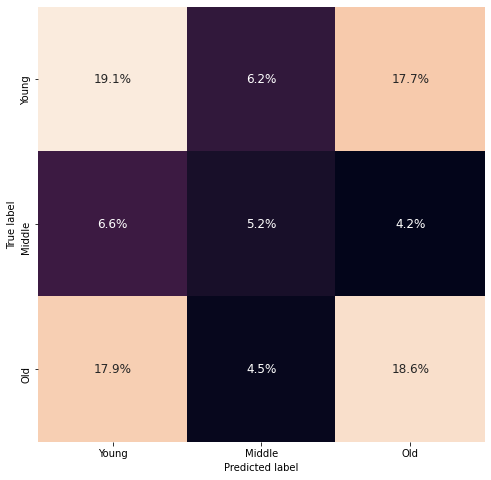 Young 19.1% 6.2% 17.7%
True label
Middle 6.6% 5.2% 4.2%
Old 17.9% 4.5% 18.6%
Young Middle Old
Predicted label